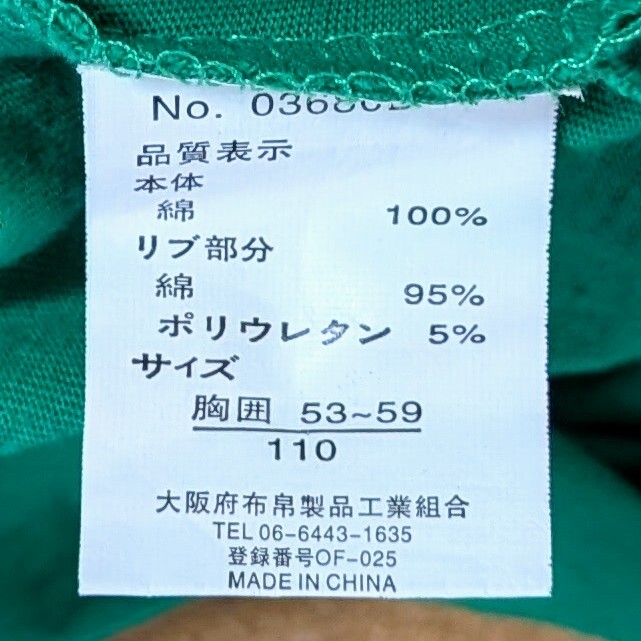 No.
品質表示
本体
綿 100%
リブ部分
綿 95%
ポリウレタン 5%
サイズ
胸囲 53~59
110
大阪府布帛製品工業組合
TEL 06-6443-1635
登録番号OF-025
MADE IN CHINA